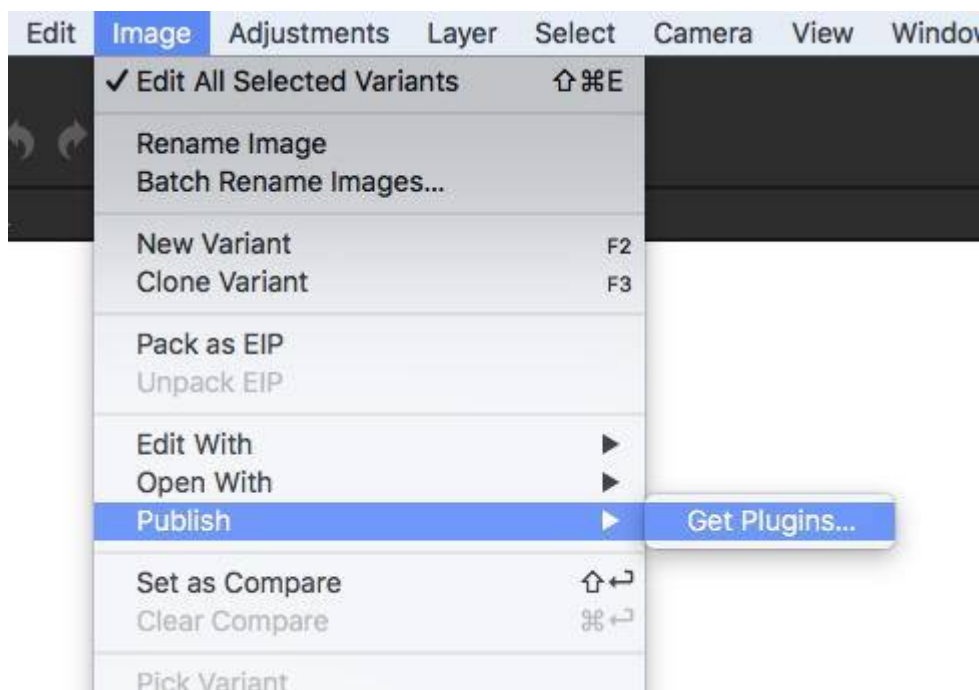 Edit Image Adjustments Layer Select Camera View Window
✓ Edit All Selected Variants ⇧⌘E
Rename Image
Batch Rename Images...
New Variant F2
Clone Variant F3
Pack as EIP
Unpack EIP
Edit With ▶
Open With ▶
Publish ▶ Get Plugins...
Set as Compare ⇧↩
Clear Compare ⌘↩
Pick Variant